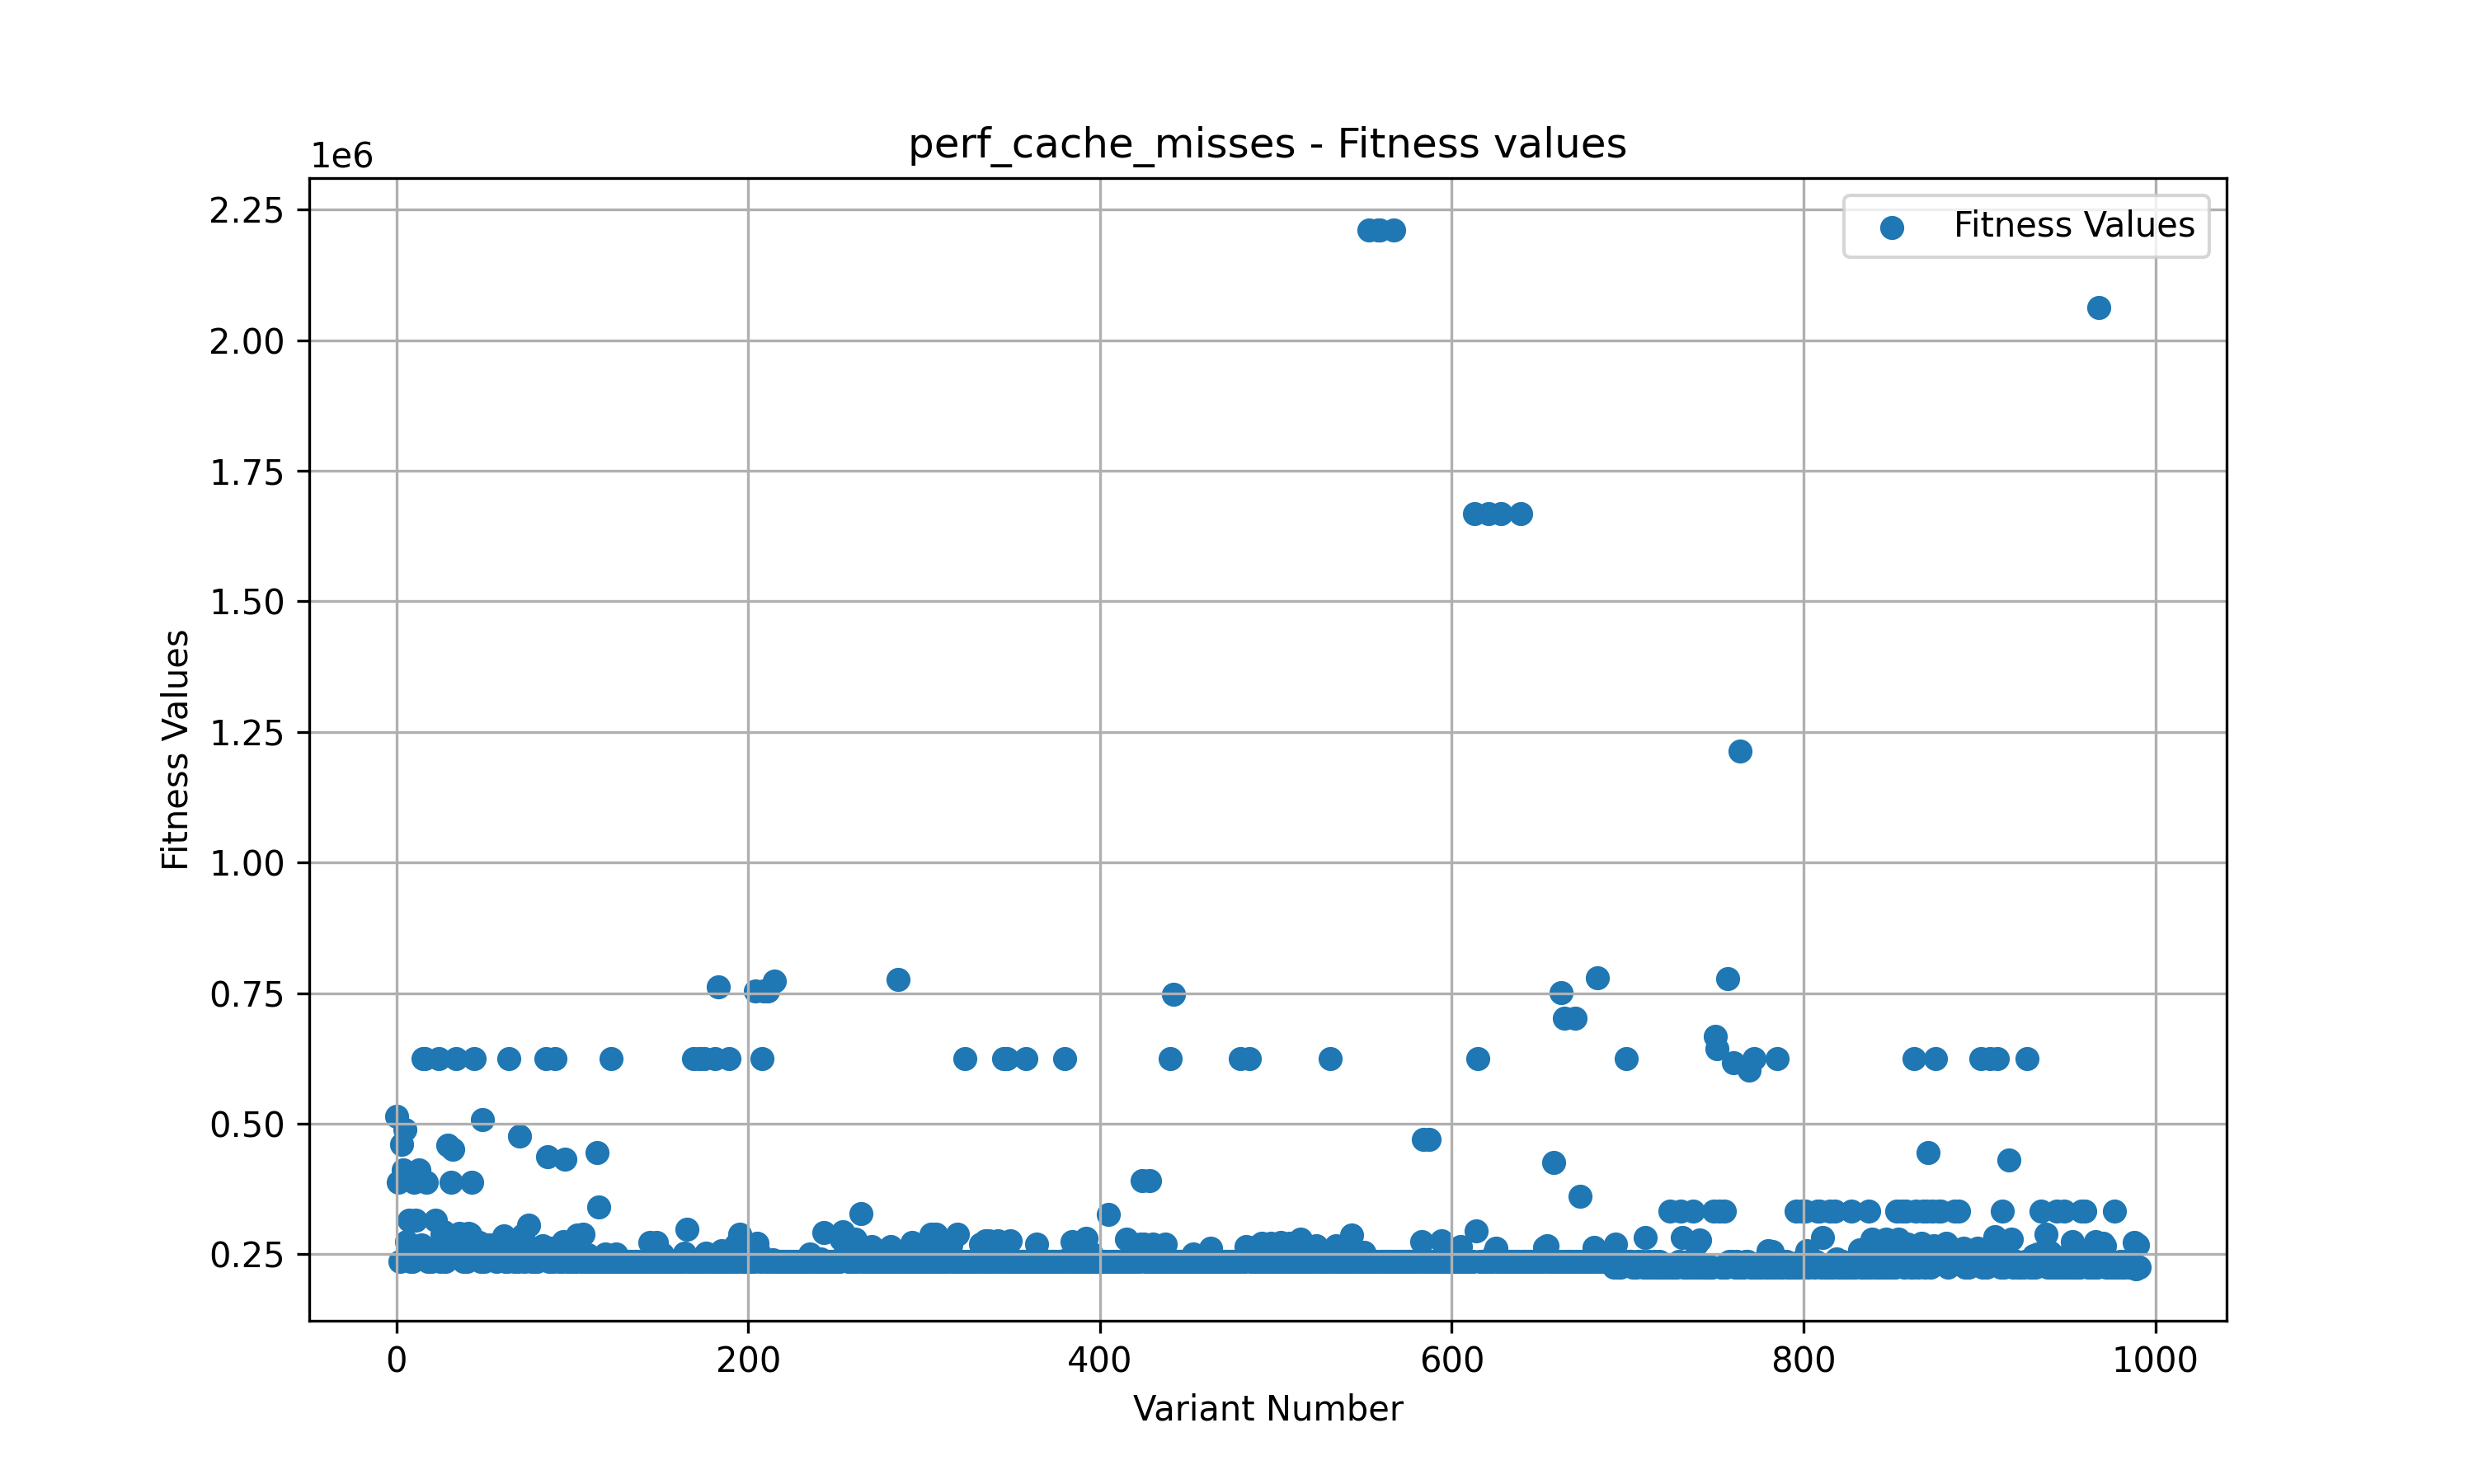 perf_cache_misses - Fitness values
1e6
Fitness Values
2.25
2.00
1.75
1.50
1.25
1.00
0.75
0.50
0.25
Fitness Values
0 200 400 600 800 1000
Variant Number